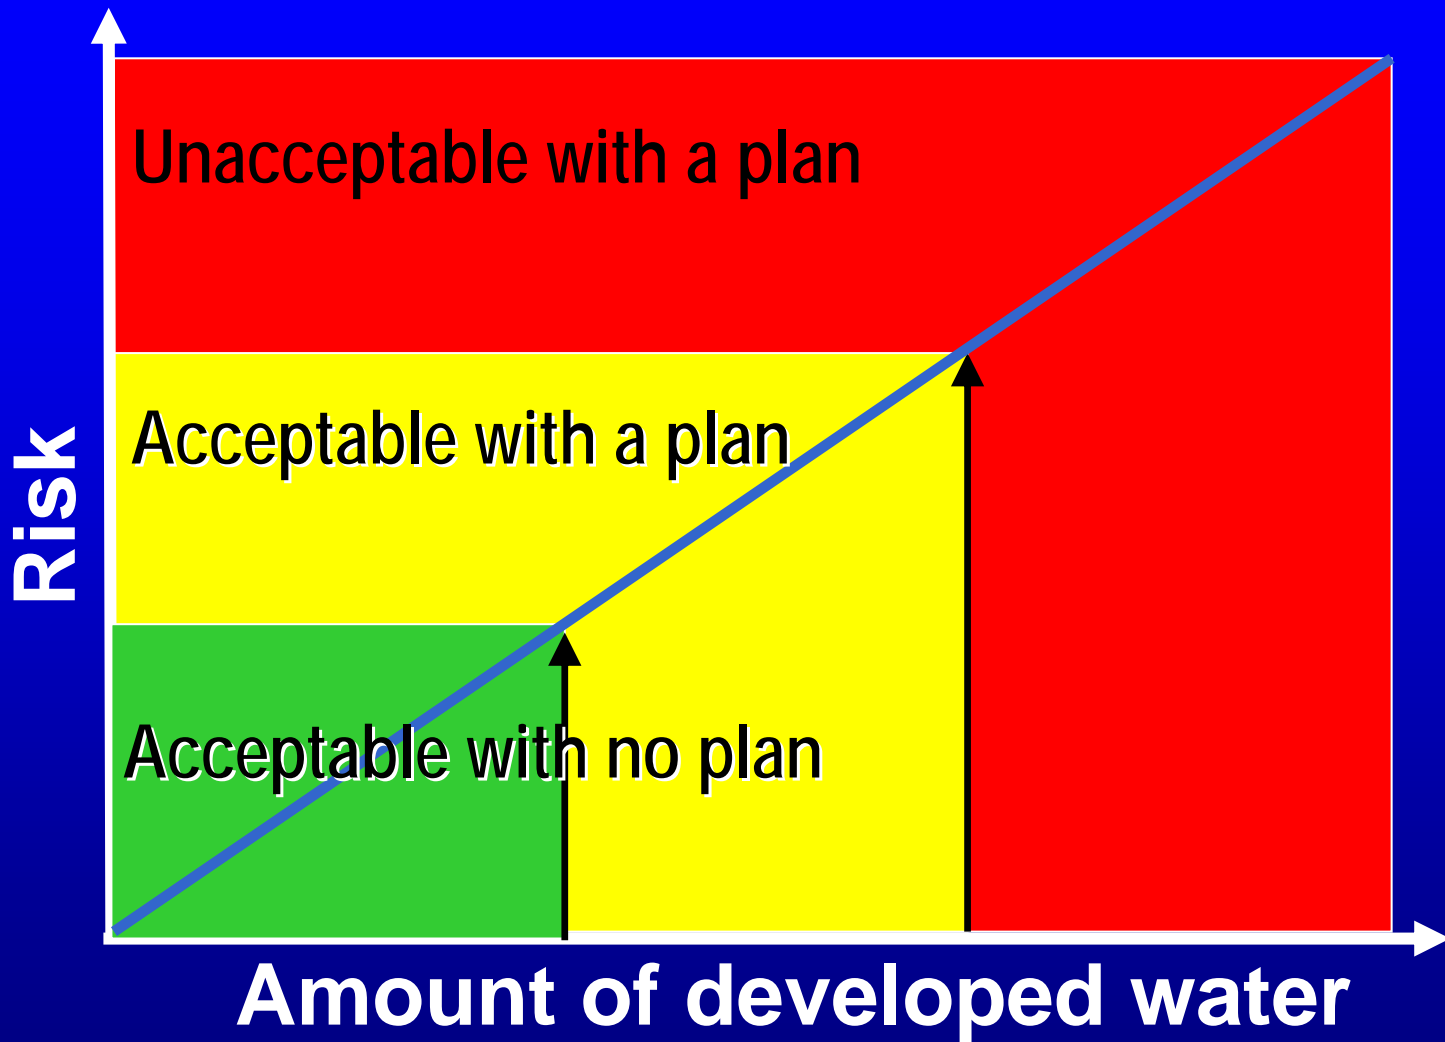 Unacceptable with a plan
Acceptable with a plan
Acceptable with no plan
Risk
Amount of developed water